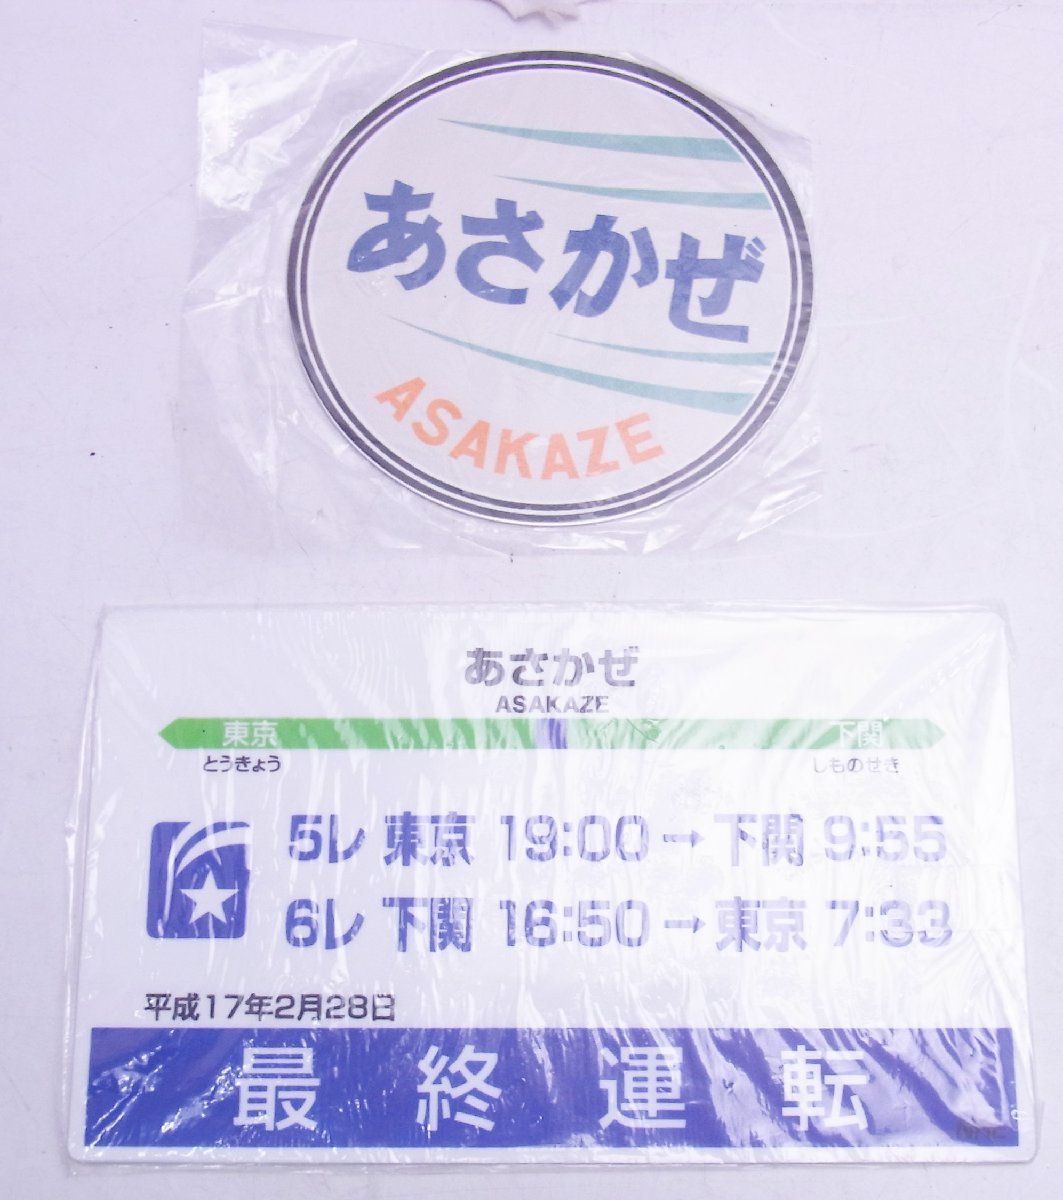 あさかぜ
ASAKAZE
あさかぜ
ASAKAZE
東京 下関
とうきょう しものせき
5レ 東京 19:00→下関 9:55
6レ 下関 16:50→東京 7:33
平成17年2月28日
最終運転